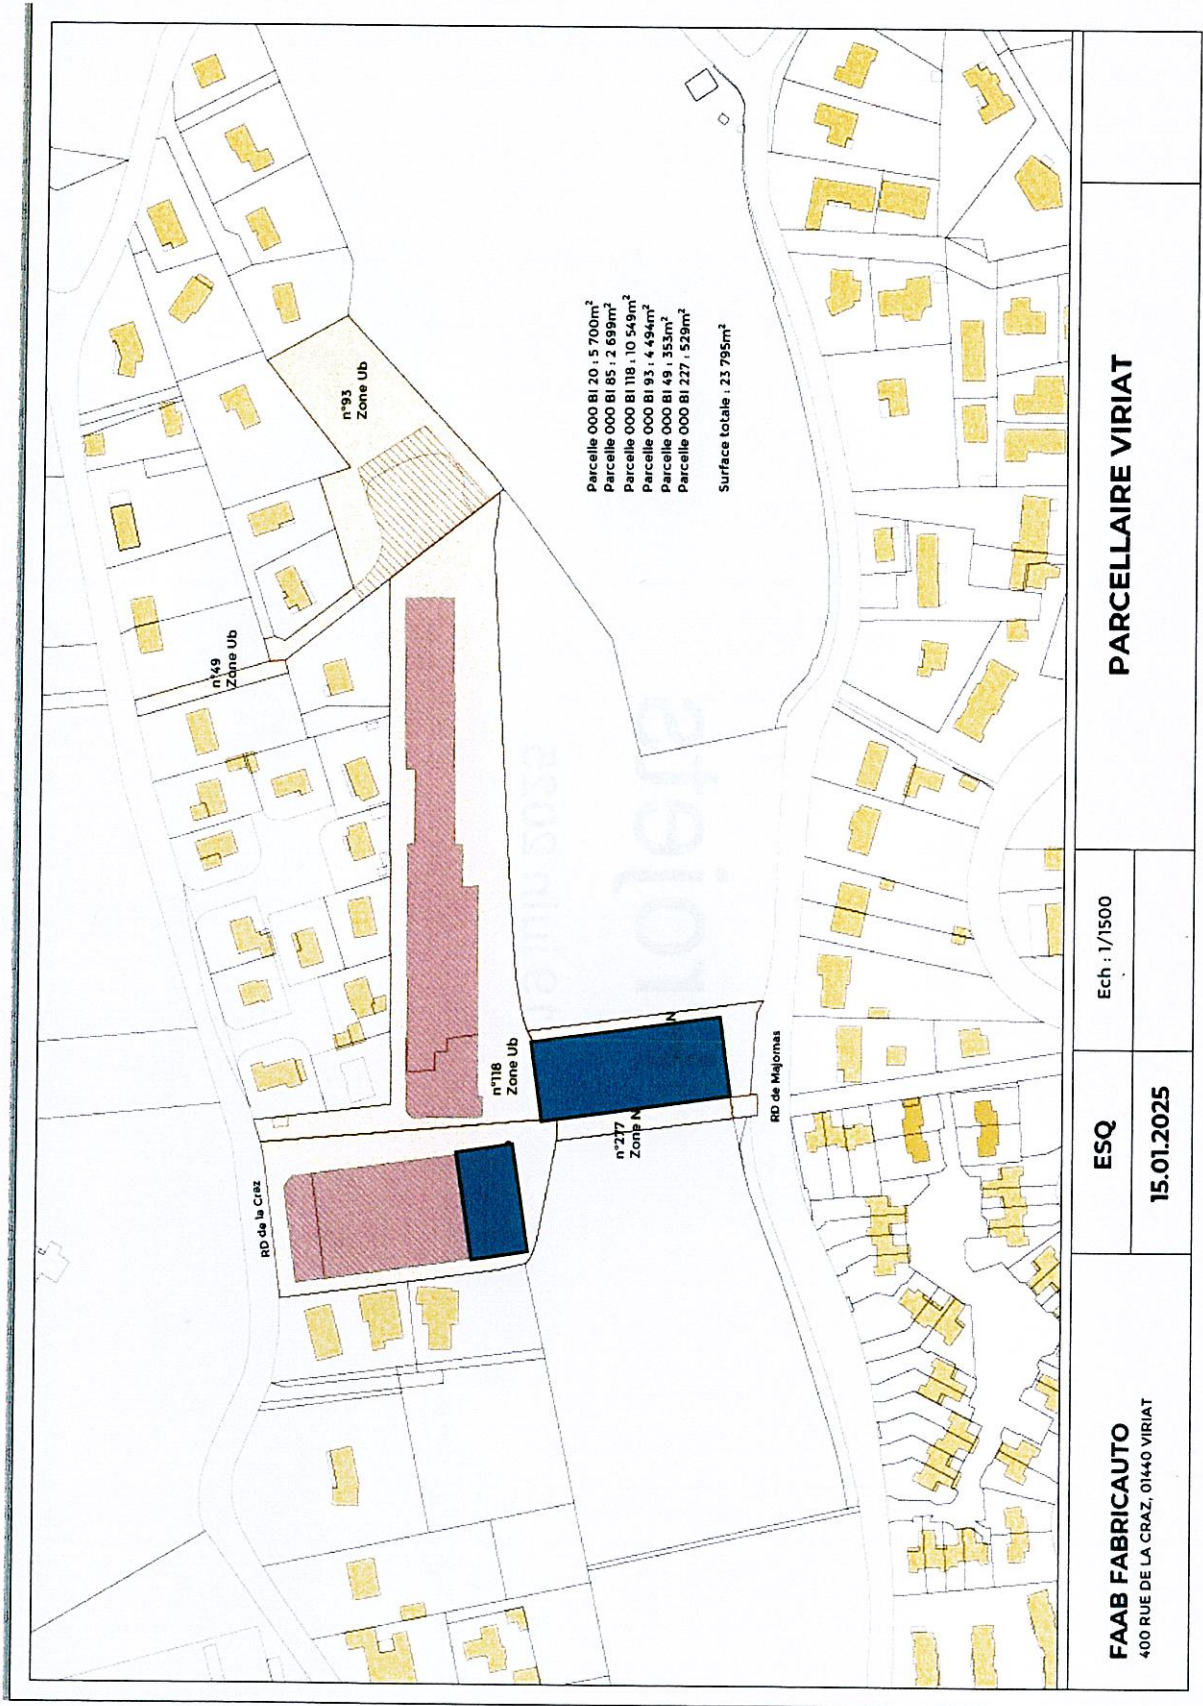 RD de la Craz
n°49
Zone Ub
n°93
Zone Ub
n°118
Zone Ub
n°277
Zone N
N
RD de Majornas
Parcelle 000 BI 20 : 5 700m²
Parcelle 000 BI 85 : 2 699m²
Parcelle 000 BI 118 : 10 549m²
Parcelle 000 BI 93 : 4 494m²
Parcelle 000 BI 49 : 353m²
Parcelle 000 BI 227 : 529m²
Surface totale : 23 795m²
FAAB FABRICAUTO
400 RUE DE LA CRAZ, 01440 VIRIAT
ESQ
15.01.2025
Ech : 1/1500
PARCELLAIRE VIRIAT